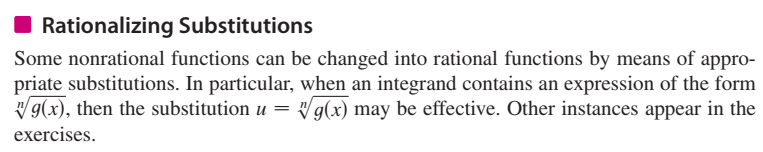 Rationalizing Substitutions
Some nonrational functions can be changed into rational functions by means of appro-
priate substitutions. In particular, when an integrand contains an expression of the form
ⁿ√g(x), then the substitution u = ⁿ√g(x) may be effective. Other instances appear in the
exercises.